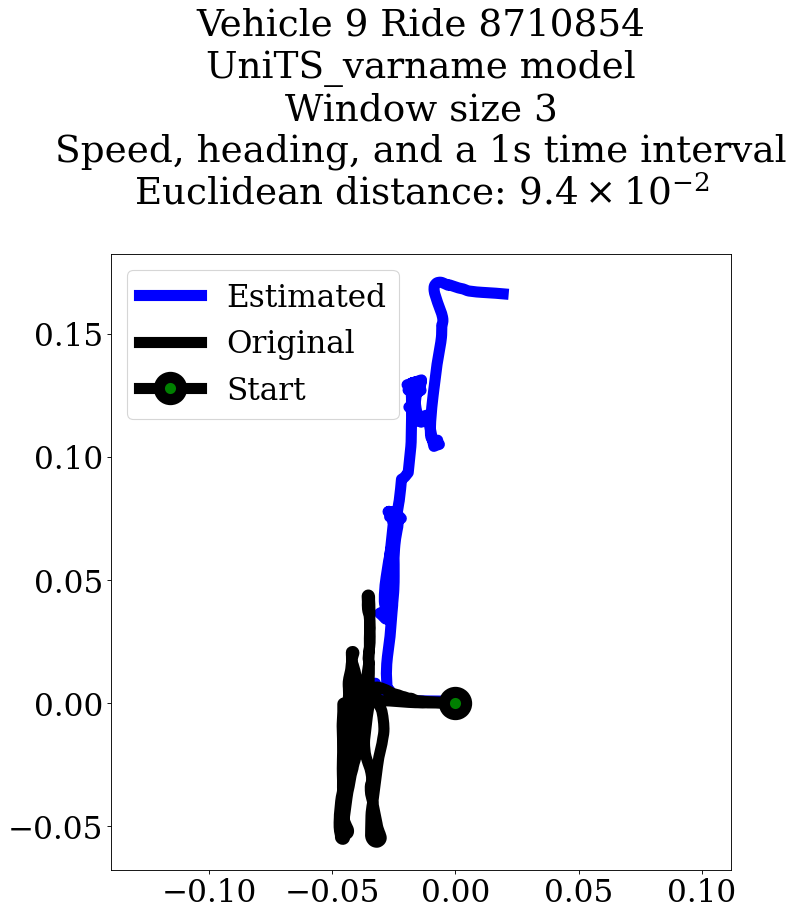 Vehicle 9 Ride 8710854
UniTS_varname model
Window size 3
Speed, heading, and a 1s time interval
Euclidean distance: 9.4 × 10⁻²
Estimated
Original
Start
0.15
0.10
0.05
0.00
−0.05
−0.10 −0.05 0.00 0.05 0.10